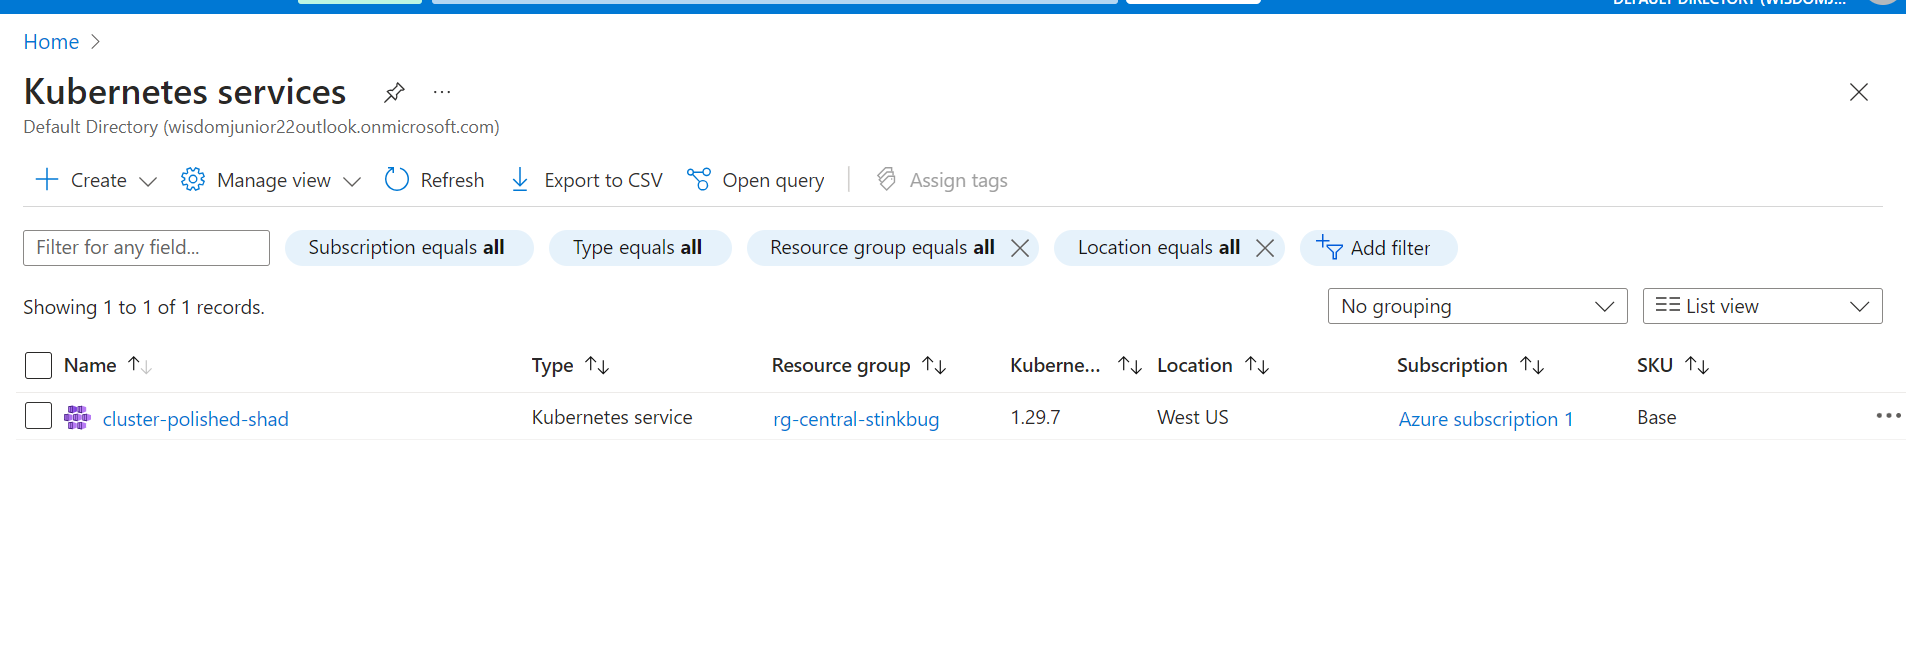 DEFAULT DIRECTORY (WISDOMJ...
Home
Kubernetes services
Default Directory (wisdomjunior22outlook.onmicrosoft.com)
Create Manage view Refresh Export to CSV Open query Assign tags
Filter for any field... Subscription equals all Type equals all Resource group equals all Location equals all Add filter
Showing 1 to 1 of 1 records. No grouping List view
Name Type Resource group Kuberne... Location Subscription SKU
cluster-polished-shad Kubernetes service rg-central-stinkbug 1.29.7 West US Azure subscription 1 Base